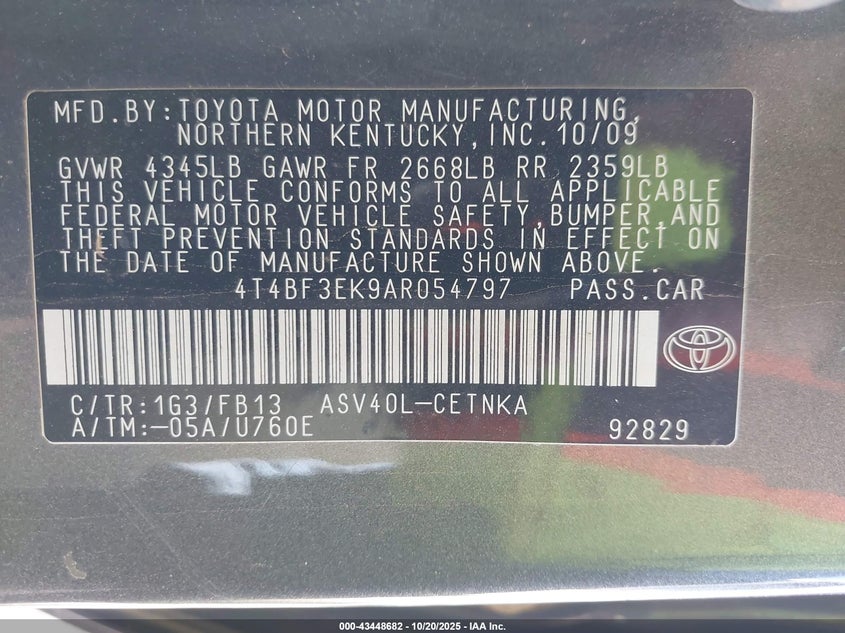 MFD.BY:TOYOTA MOTOR MANUFACTURING,
NORTHERN KENTUCKY,INC.10/09
GVWR 4345LB GAWR FR 2668LB RR 2359LB
THIS VEHICLE CONFORMS TO ALL APPLICABLE
FEDERAL MOTOR VEHICLE SAFETY,BUMPER,AND
THEFT PREVENTION STANDARDS IN EFFECT ON
THE DATE OF MANUFACTURE SHOWN ABOVE.
4T4BF3EK9AR054797 PASS.CAR
C/TR:1G3/FB13 ASV40L-CETNKA
A/TM:-05A/U760E 92829
000-43448682 - 10/20/2025 - IAA Inc.